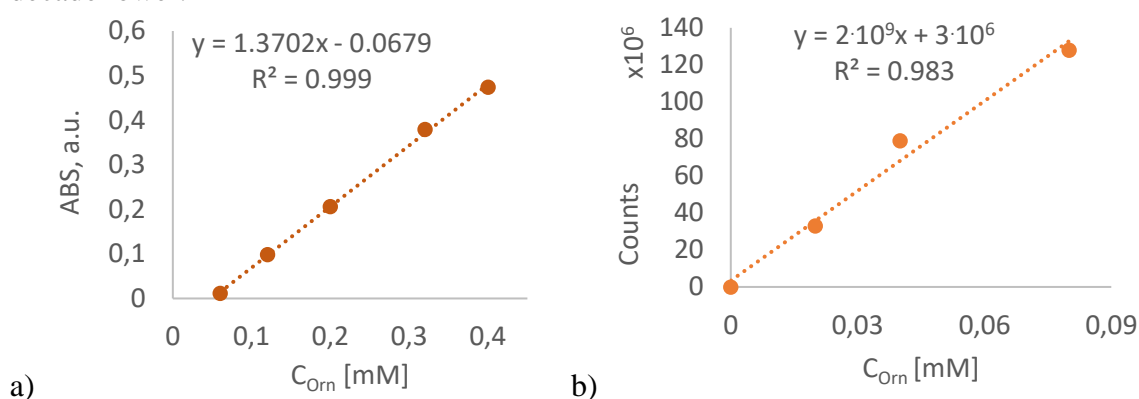 0,6
0,5
0,4
0,3
0,2
0,1
0
ABS, a.u.
y = 1.3702x - 0.0679
R² = 0.999
0 0,1 0,2 0,3 0,4
C_Orn [mM]
a)
x10⁶
140
120
100
80
60
40
20
0
Counts
y = 2·10⁹x + 3·10⁶
R² = 0.983
0 0,03 0,06 0,09
C_Orn [mM]
b)